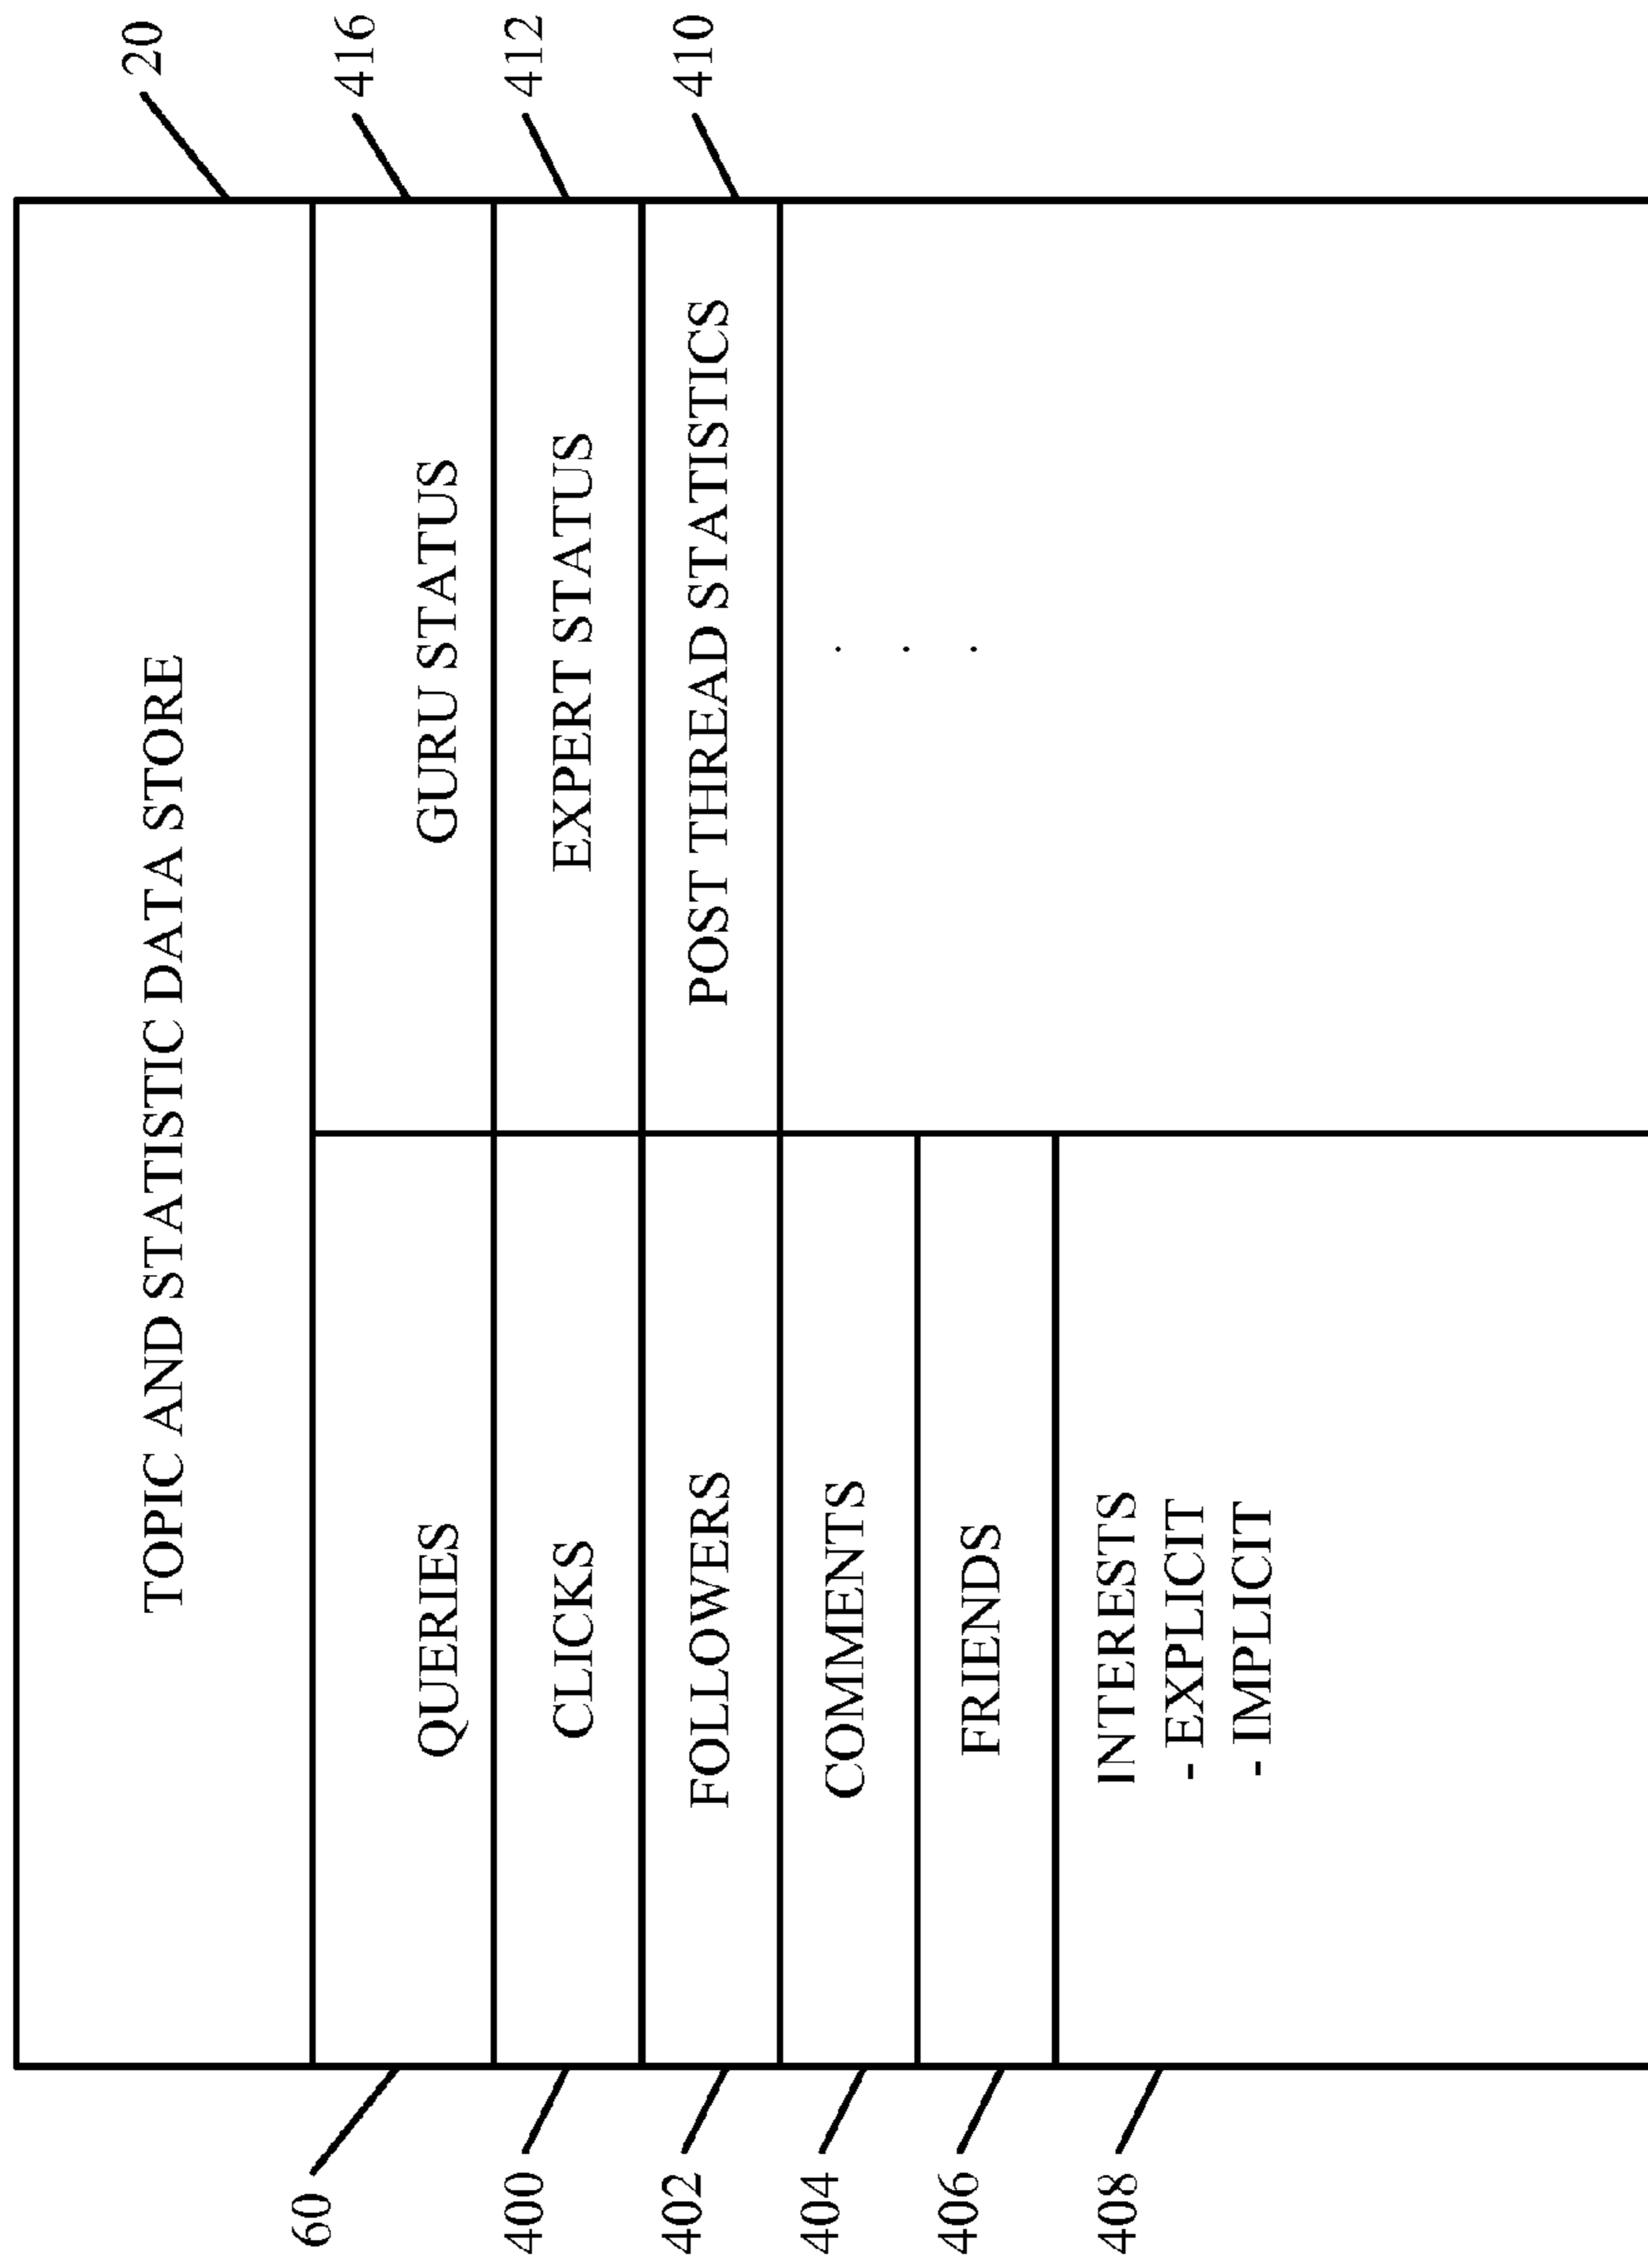 TOPIC AND STATISTIC DATA STORE
20
60
QUERIES
GURU STATUS
416
400
CLICKS
EXPERT STATUS
412
402
FOLLOWERS
POST THREAD STATISTICS
410
404
COMMENTS
. . .
406
FRIENDS
408
INTERESTS
- EXPLICIT
- IMPLICIT